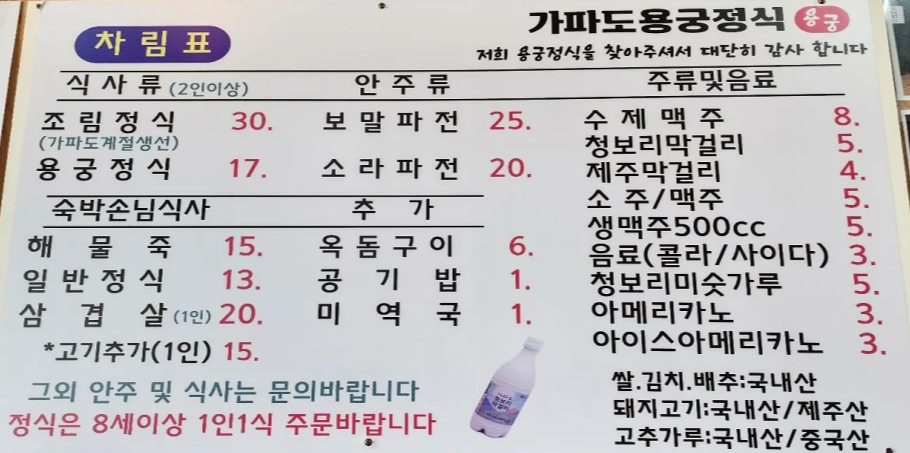 차림표
가파도용궁정식 용궁
저희 용궁정식을 찾아주셔서 대단히 감사 합니다
식사류 (2인이상)
조림정식 30.
(가파도계절생선)
용궁정식 17.
안주류
보말파전 25.
소라파전 20.
숙박손님식사
해물죽 15.
일반정식 13.
삼겹살 (1인) 20.
*고기추가(1인) 15.
추가
옥돔구이 6.
공기밥 1.
미역국 1.
주류및음료
수제맥주 8.
청보리막걸리 5.
제주막걸리 4.
소주/맥주 5.
생맥주500cc 5.
음료(콜라/사이다) 3.
청보리미숫가루 5.
아메리카노 3.
아이스아메리카노 3.
그외 안주 및 식사는 문의바랍니다
정식은 8세이상 1인1식 주문바랍니다
청보리
막걸리
쌀.김치.배추:국내산
돼지고기:국내산/제주산
고추가루:국내산/중국산